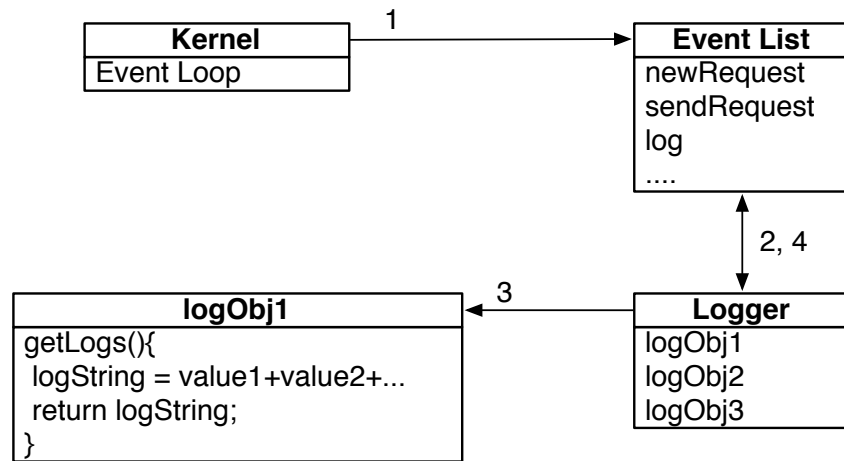 Kernel
Event Loop
1
Event List
newRequest
sendRequest
log
....
2, 4
logObj1
getLogs(){
logString = value1+value2+...
return logString;
}
3
Logger
logObj1
logObj2
logObj3